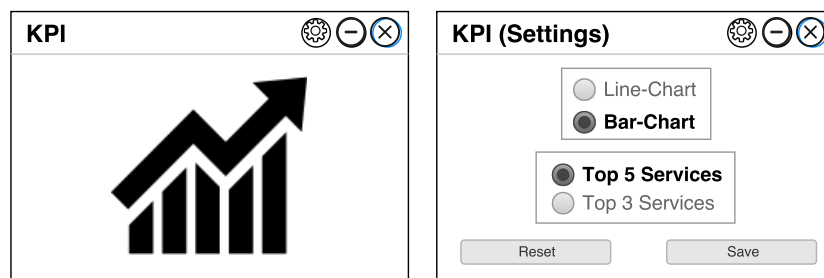 KPI
KPI (Settings)
Line-Chart
Bar-Chart
Top 5 Services
Top 3 Services
Reset
Save